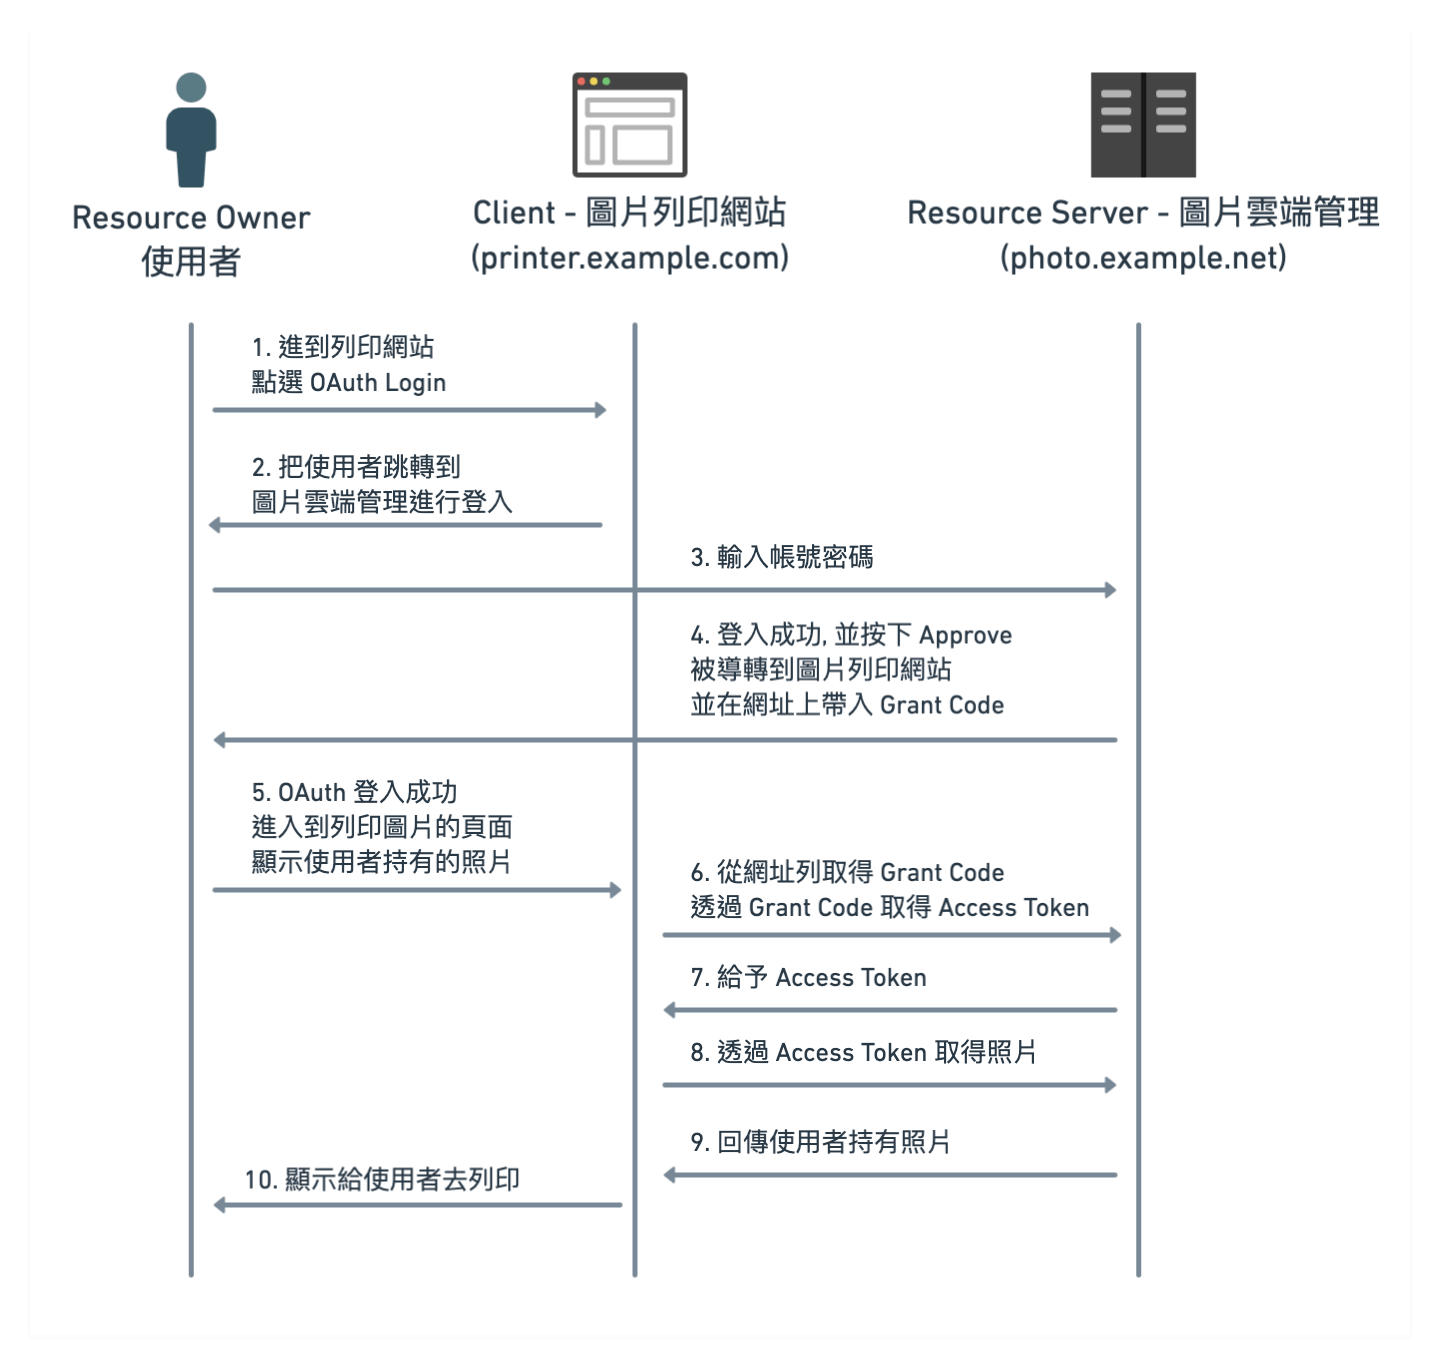 Resource Owner
使用者
Client - 圖片列印網站
(printer.example.com)
Resource Server - 圖片雲端管理
(photo.example.net)
1. 進到列印網站
點選 OAuth Login
2. 把使用者跳轉到
圖片雲端管理進行登入
3. 輸入帳號密碼
4. 登入成功, 並按下 Approve
被導轉到圖片列印網站
並在網址上帶入 Grant Code
5. OAuth 登入成功
進入到列印圖片的頁面
顯示使用者持有的照片
6. 從網址列取得 Grant Code
透過 Grant Code 取得 Access Token
7. 給予 Access Token
8. 透過 Access Token 取得照片
9. 回傳使用者持有照片
10. 顯示給使用者去列印